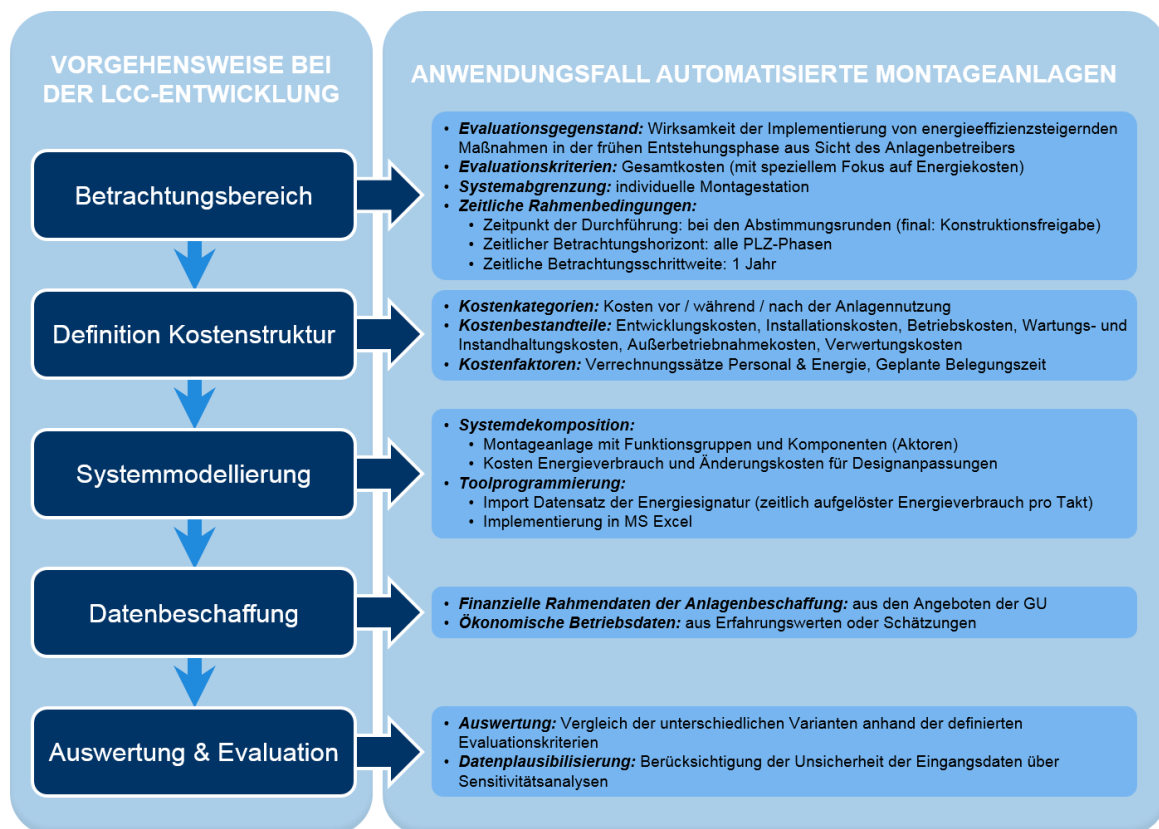 VORGEHENSWEISE BEI
DER LCC-ENTWICKLUNG
ANWENDUNGSFALL AUTOMATISIERTE MONTAGEANLAGEN
Betrachtungsbereich
• Evaluationsgegenstand: Wirksamkeit der Implementierung von energieeffizienzsteigernden
Maßnahmen in der frühen Entstehungsphase aus Sicht des Anlagenbetreibers
• Evaluationskriterien: Gesamtkosten (mit speziellem Fokus auf Energiekosten)
• Systemabgrenzung: individuelle Montagestation
• Zeitliche Rahmenbedingungen:
• Zeitpunkt der Durchführung: bei den Abstimmungsrunden (final: Konstruktionsfreigabe)
• Zeitlicher Betrachtungshorizont: alle PLZ-Phasen
• Zeitliche Betrachtungsschrittweite: 1 Jahr
Definition Kostenstruktur
• Kostenkategorien: Kosten vor / während / nach der Anlagennutzung
• Kostenbestandteile: Entwicklungskosten, Installationskosten, Betriebskosten, Wartungs- und
Instandhaltungskosten, Außerbetriebnahmekosten, Verwertungskosten
• Kostenfaktoren: Verrechnungssätze Personal & Energie, Geplante Belegungszeit
Systemmodellierung
• Systemdekomposition:
• Montageanlage mit Funktionsgruppen und Komponenten (Aktoren)
• Kosten Energieverbrauch und Änderungskosten für Designanpassungen
• Toolprogrammierung:
• Import Datensatz der Energiesignatur (zeitlich aufgelöster Energieverbrauch pro Takt)
• Implementierung in MS Excel
Datenbeschaffung
• Finanzielle Rahmendaten der Anlagenbeschaffung: aus den Angeboten der GU
• Ökonomische Betriebsdaten: aus Erfahrungswerten oder Schätzungen
Auswertung & Evaluation
• Auswertung: Vergleich der unterschiedlichen Varianten anhand der definierten
Evaluationskriterien
• Datenplausibilisierung: Berücksichtigung der Unsicherheit der Eingangsdaten über
Sensitivitätsanalysen